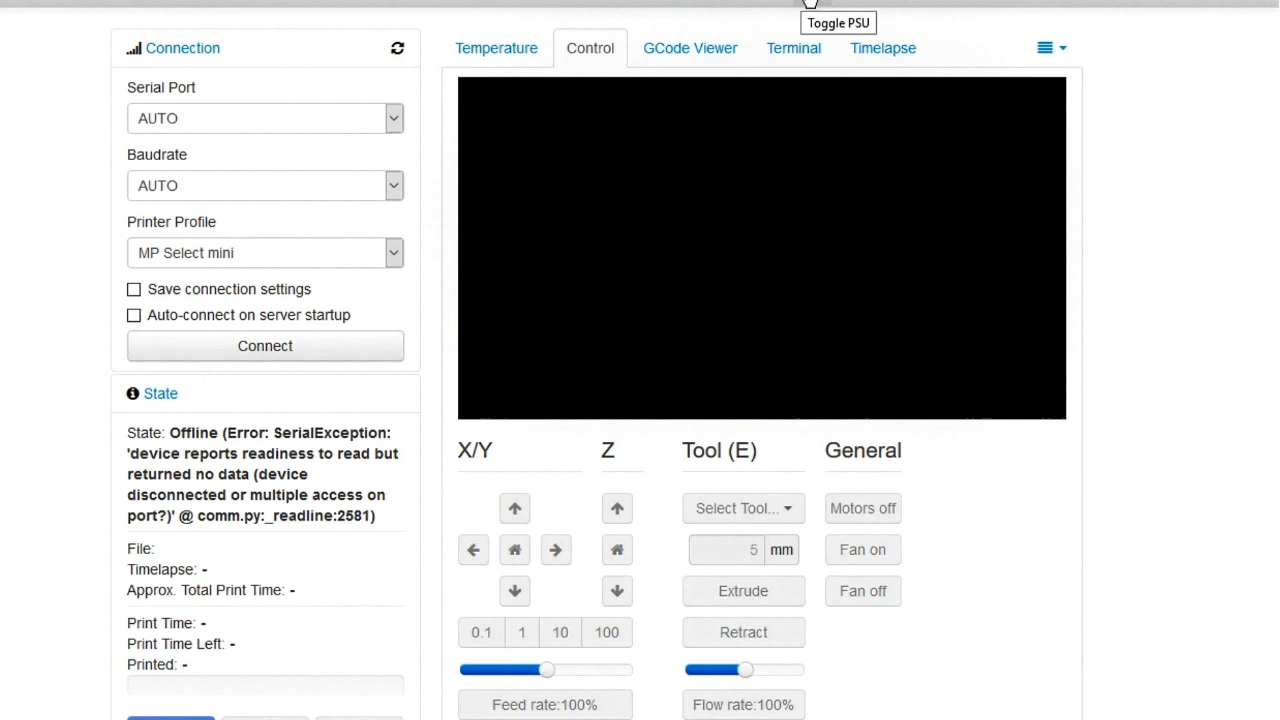 Toggle PSU
Connection
Temperature
Control
GCode Viewer
Terminal
Timelapse
Serial Port
AUTO
Baudrate
AUTO
Printer Profile
MP Select mini
Save connection settings
Auto-connect on server startup
Connect
State
State: Offline (Error: SerialException:
'device reports readiness to read but
returned no data (device
disconnected or multiple access on
port?)' @ comm.py:_readline:2581)
File:
Timelapse: -
Approx. Total Print Time: -
Print Time: -
Print Time Left: -
Printed: -
X/Y
Z
Tool (E)
General
Select Tool...
Motors off
5 mm
Fan on
Extrude
Fan off
0.1 1 10 100
Retract
Feed rate:100%
Flow rate:100%